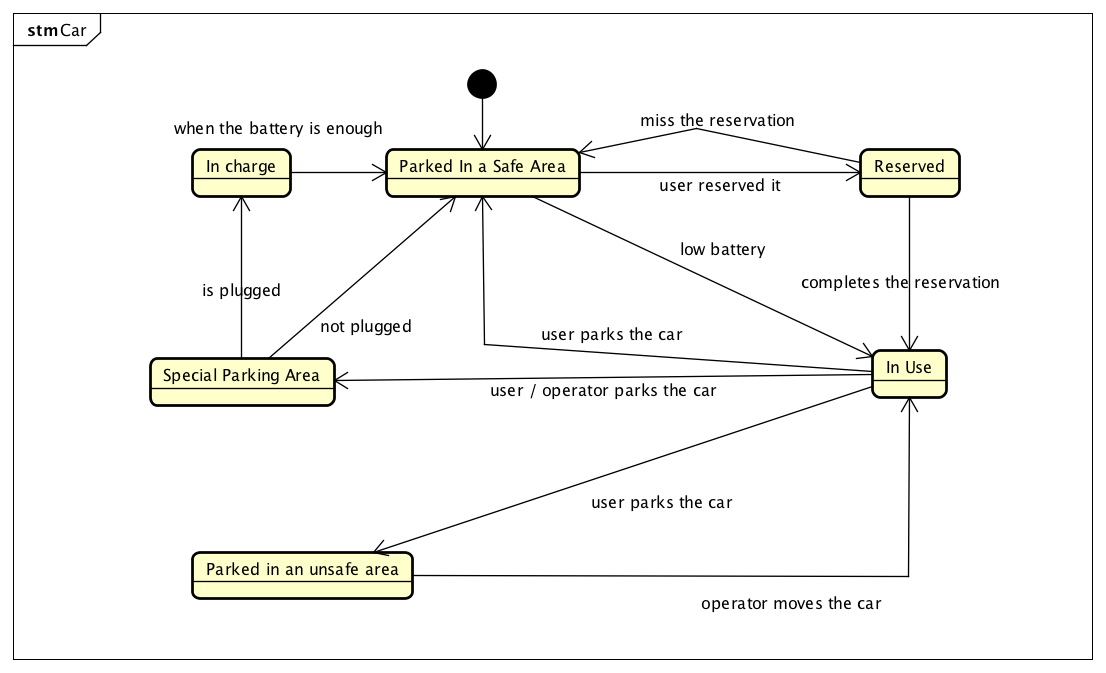 stm Car
miss the reservation
when the battery is enough
In charge
Parked In a Safe Area
Reserved
user reserved it
low battery
completes the reservation
is plugged
not plugged
user parks the car
In Use
Special Parking Area
user / operator parks the car
user parks the car
Parked in an unsafe area
operator moves the car